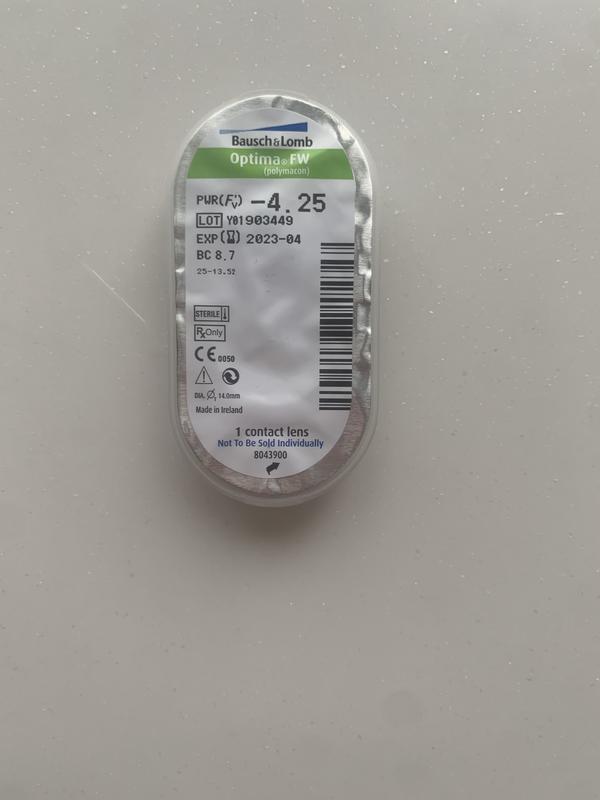 Bausch & Lomb
Optima® FW
(polymacon)
PWR(F'v) -4.25
LOT Y01903449
EXP 2023-04
BC 8.7
25-13.52
STERILE
Rx Only
CE 0050
DIA. Ø, 14.0mm
Made in Ireland
1 contact lens
Not To Be Sold Individually
8043900